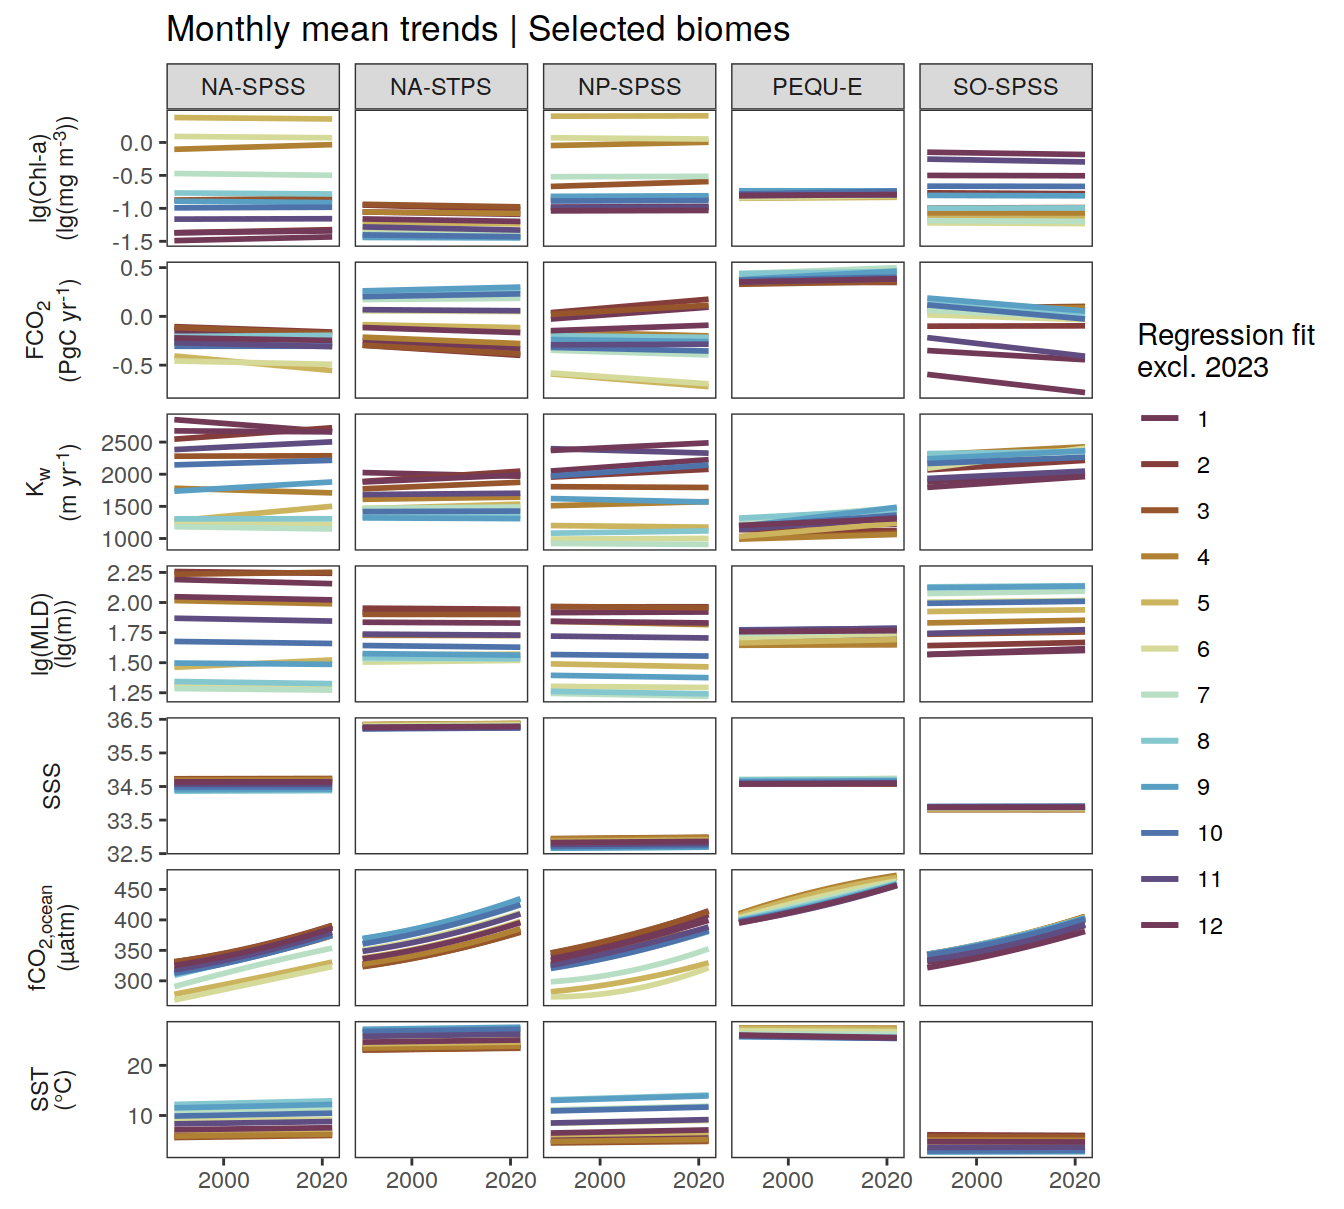 Monthly mean trends | Selected biomes
NA-SPSS NA-STPS NP-SPSS PEQU-E SO-SPSS
lg(Chl-a)
(lg(mg m⁻³))
0.0
-0.5
-1.0
-1.5
FCO₂
(PgC yr⁻¹)
0.5
0.0
-0.5
K_w
(m yr⁻¹)
2500
2000
1500
1000
lg(MLD)
(lg(m))
2.25
2.00
1.75
1.50
1.25
SSS
36.5
35.5
34.5
33.5
32.5
fCO₂,ocean
(µatm)
450
400
350
300
SST
(°C)
20
10
2000 2020 2000 2020 2000 2020 2000 2020 2000 2020
Regression fit
excl. 2023
1
2
3
4
5
6
7
8
9
10
11
12